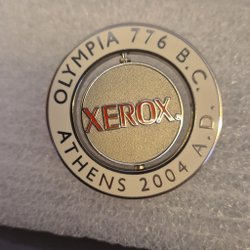 OLYMPIA 776 B.C.
XEROX.
ATHENS 2004 A.D.